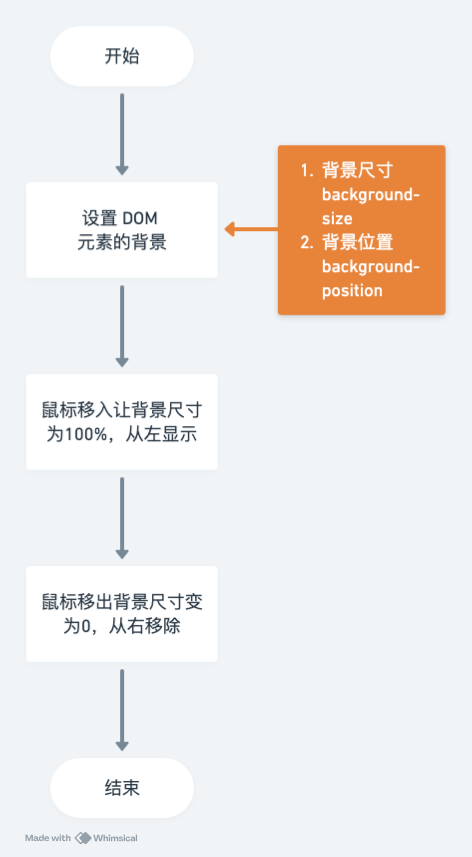 开始
设置 DOM
元素的背景
1. 背景尺寸
background-
size
2. 背景位置
background-
position
鼠标移入让背景尺寸
为100%，从左显示
鼠标移出背景尺寸变
为0，从右移除
结束
Made with Whimsical